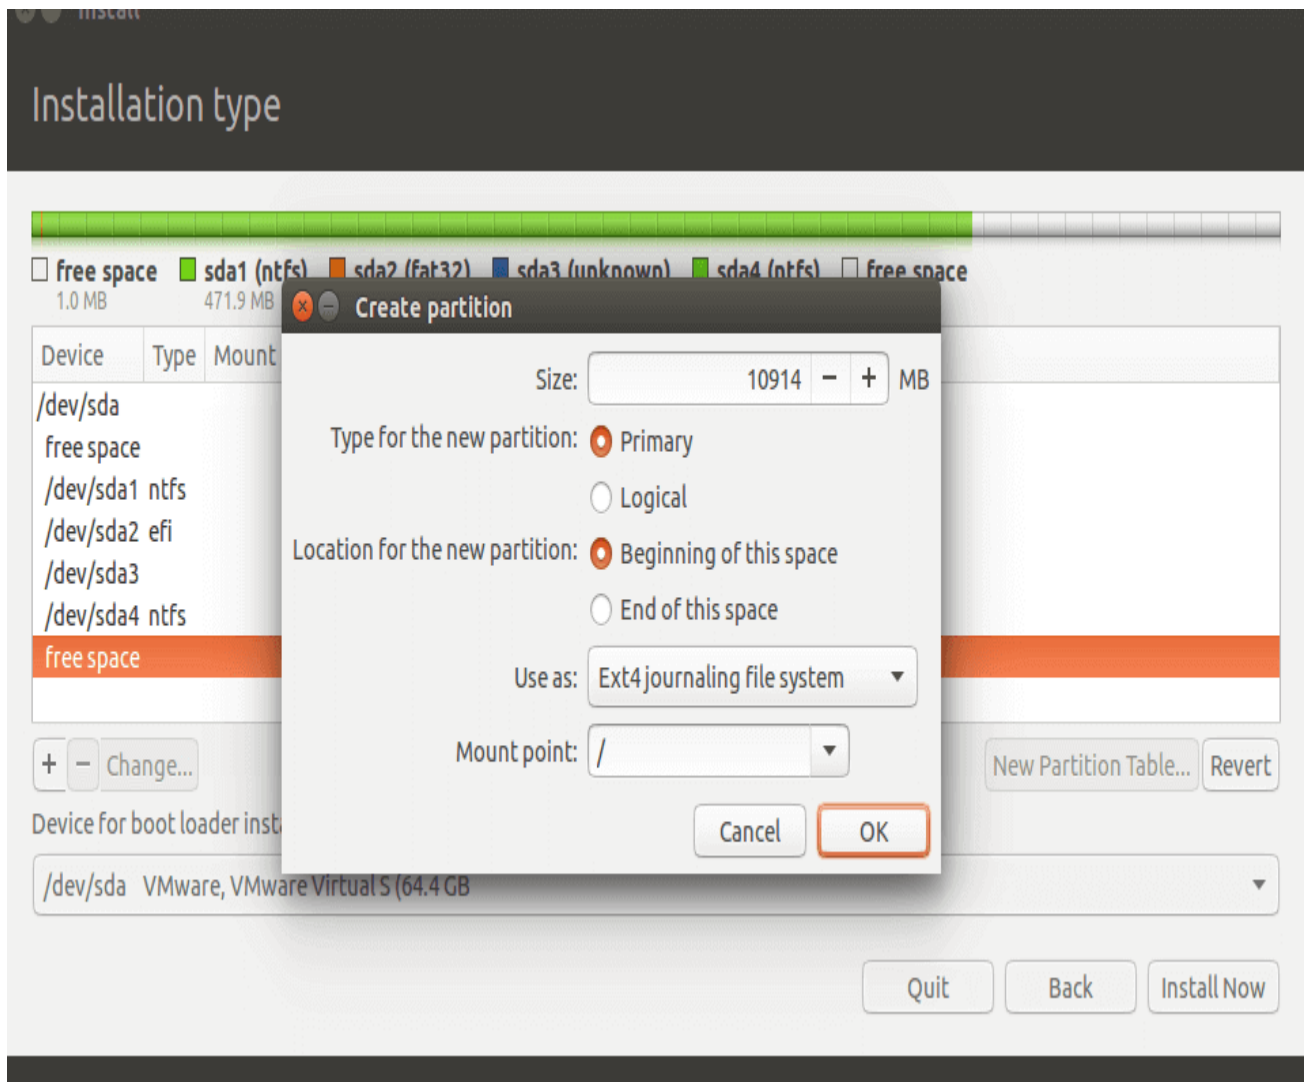 Install
Installation type
free space sda1 (ntfs) sda2 (fat32) sda3 (unknown) sda4 (ntfs) free space
1.0 MB 471.9 MB
Create partition
Device Type Mount
Size: 10914 − + MB
/dev/sda
Type for the new partition: Primary
free space
/dev/sda1 ntfs
Logical
/dev/sda2 efi
Location for the new partition: Beginning of this space
/dev/sda3
/dev/sda4 ntfs
End of this space
free space
Use as: Ext4 journaling file system
Mount point: /
+ − Change...
New Partition Table... Revert
Device for boot loader insta
Cancel OK
/dev/sda VMware, VMware Virtual S (64.4 GB
Quit Back Install Now